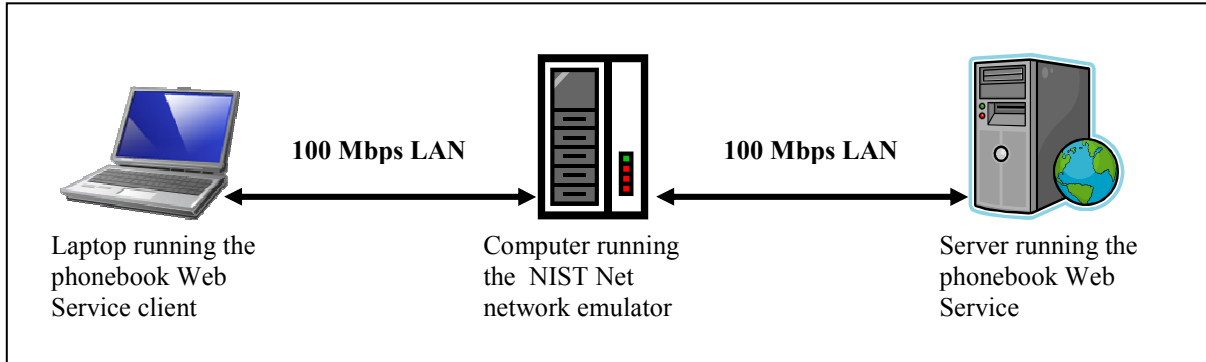 100 Mbps LAN
100 Mbps LAN
Laptop running the
phonebook Web
Service client
Computer running
the NIST Net
network emulator
Server running the
phonebook Web
Service